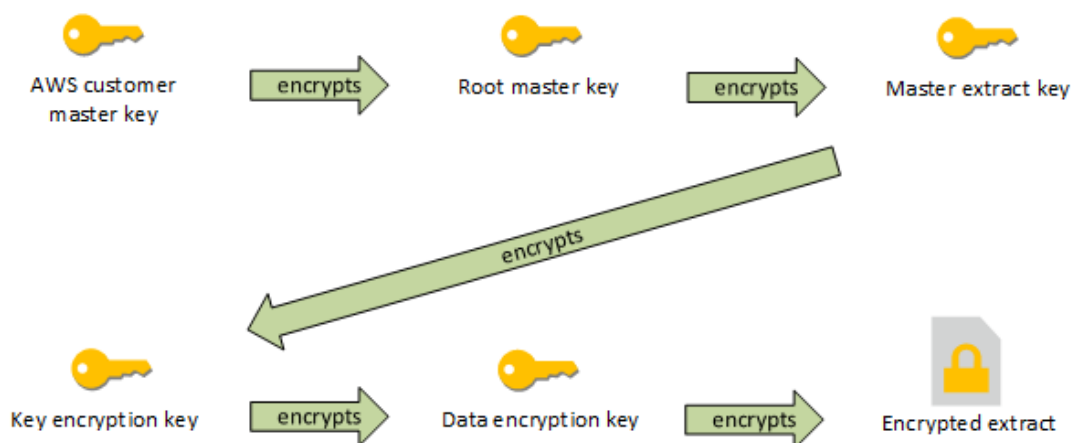 AWS customer
master key
encrypts
Root master key
encrypts
Master extract key
encrypts
Key encryption key
encrypts
Data encryption key
encrypts
Encrypted extract